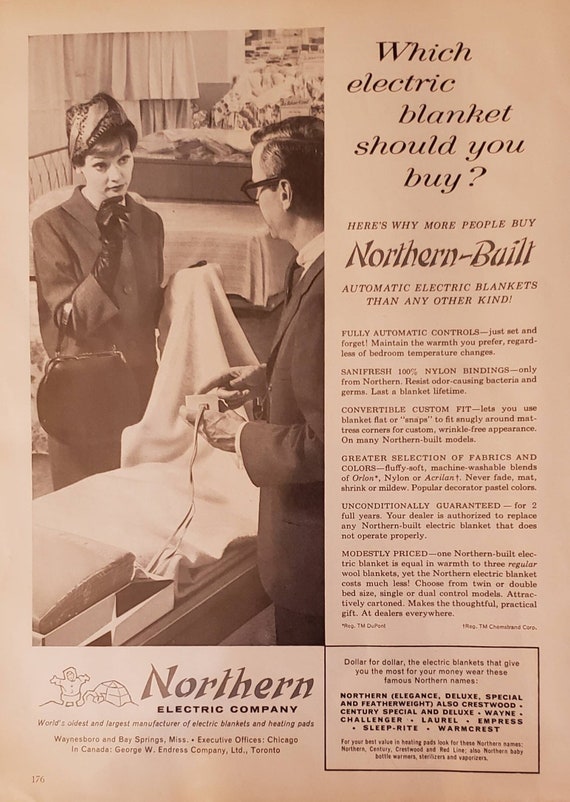 Which
electric
blanket
should you
buy?
HERE'S WHY MORE PEOPLE BUY
Northern-Built
AUTOMATIC ELECTRIC BLANKETS
THAN ANY OTHER KIND!
FULLY AUTOMATIC CONTROLS—just set and
forget! Maintain the warmth you prefer, regard-
less of bedroom temperature changes.
SANIFRESH 100% NYLON BINDINGS—only
from Northern. Resist odor-causing bacteria and
germs. Last a blanket lifetime.
CONVERTIBLE CUSTOM FIT—lets you use
blanket flat or "snaps" to fit snugly around mat-
tress corners for custom, wrinkle-free appearance.
On many Northern-built models.
GREATER SELECTION OF FABRICS AND
COLORS—fluffy-soft, machine-washable blends
of Orlon*, Nylon or Acrilan†. Never fade, mat,
shrink or mildew. Popular decorator pastel colors.
UNCONDITIONALLY GUARANTEED — for 2
full years. Your dealer is authorized to replace
any Northern-built electric blanket that does
not operate properly.
MODESTLY PRICED—one Northern-built elec-
tric blanket is equal in warmth to three regular
wool blankets, yet the Northern electric blanket
costs much less! Choose from twin or double
bed size, single or dual control models. Attrac-
tively cartoned. Makes the thoughtful, practical
gift. At dealers everywhere.
*Reg. TM DuPont †Reg. TM Chemstrand Corp.
Northern
ELECTRIC COMPANY
World's oldest and largest manufacturer of electric blankets and heating pads
Waynesboro and Bay Springs, Miss. • Executive Offices: Chicago
In Canada: George W. Endress Company, Ltd., Toronto
Dollar for dollar, the electric blankets that give
you the most for your money wear these
famous Northern names:
NORTHERN (ELEGANCE, DELUXE, SPECIAL
AND FEATHERWEIGHT) ALSO CRESTWOOD •
CENTURY SPECIAL AND DELUXE • WAYNE •
CHALLENGER • LAUREL • EMPRESS
• SLEEP-RITE • WARMCREST
For your best value in heating pads look for these Northern names:
Northern, Century, Crestwood and Red Line; also Northern baby
bottle warmers, sterilizers and vaporizers.
176